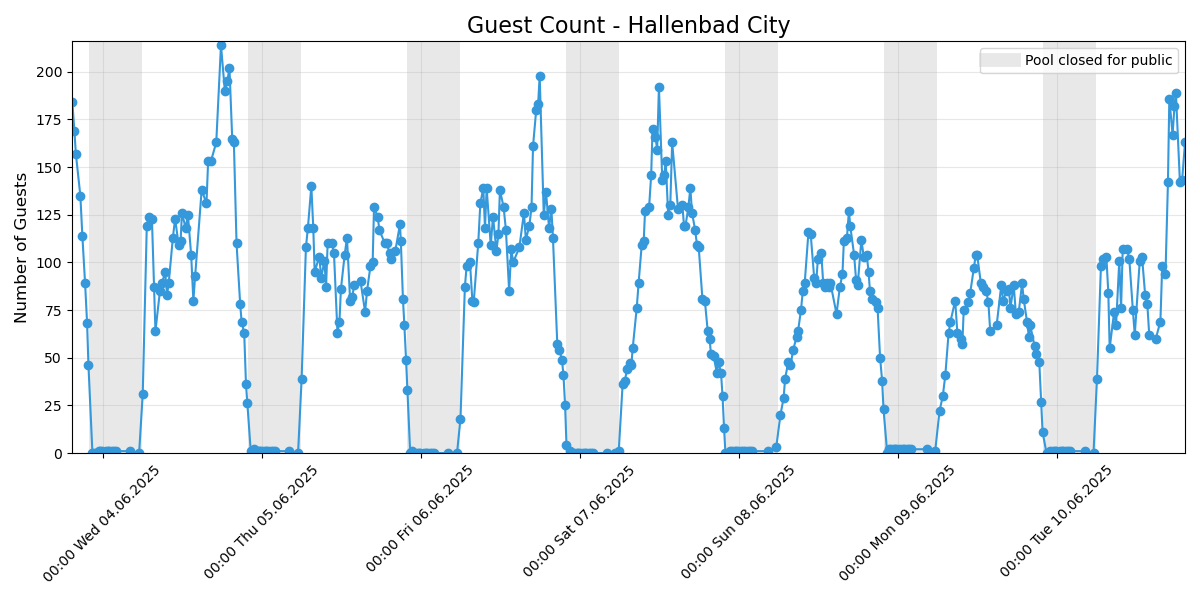 Guest Count - Hallenbad City
Pool closed for public
Number of Guests
200
175
150
125
100
75
50
25
0
00:00 Wed 04.06.2025
00:00 Thu 05.06.2025
00:00 Fri 06.06.2025
00:00 Sat 07.06.2025
00:00 Sun 08.06.2025
00:00 Mon 09.06.2025
00:00 Tue 10.06.2025